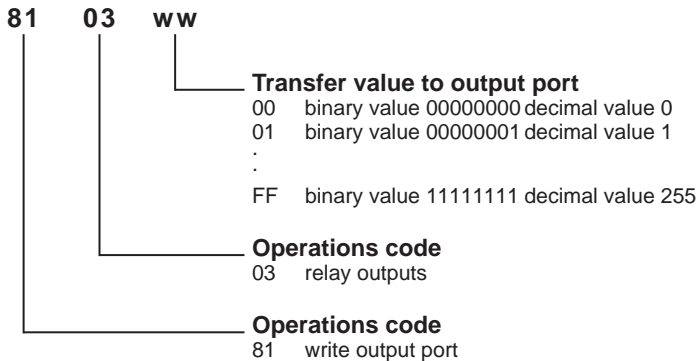 81 03 ww
Transfer value to output port
00 binary value 00000000 decimal value 0
01 binary value 00000001 decimal value 1
.
.
FF binary value 11111111 decimal value 255
Operations code
03 relay outputs
Operations code
81 write output port